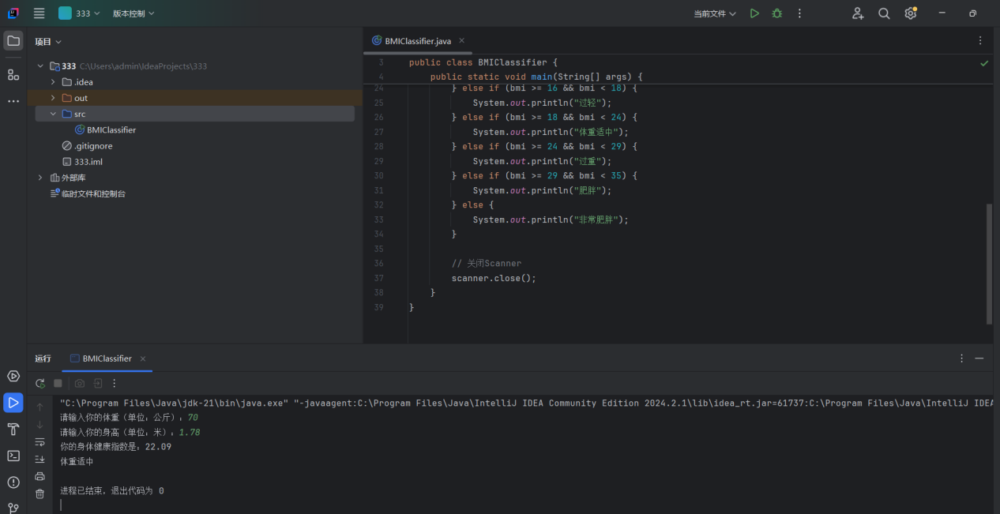 333
版本控制
当前文件
项目
333 C:\Users\admin\IdeaProjects\333
.idea
out
src
BMIClassifier
.gitignore
333.iml
外部库
临时文件和控制台
BMIClassifier.java
3 public class BMIClassifier {
4 public static void main(String[] args) {
24 } else if (bmi >= 16 && bmi < 18) {
25 System.out.println("过轻");
26 } else if (bmi >= 18 && bmi < 24) {
27 System.out.println("体重适中");
28 } else if (bmi >= 24 && bmi < 29) {
29 System.out.println("过重");
30 } else if (bmi >= 29 && bmi < 35) {
31 System.out.println("肥胖");
32 } else {
33 System.out.println("非常肥胖");
34 }
35
36 // 关闭Scanner
37 scanner.close();
38 }
39 }
运行
BMIClassifier
"C:\Program Files\Java\jdk-21\bin\java.exe" "-javaagent:C:\Program Files\Java\IntelliJ IDEA Community Edition 2024.2.1\lib\idea_rt.jar=61737:C:\Program Files\Java\IntelliJ IDEA
请输入你的体重（单位：公斤）：70
请输入你的身高（单位：米）：1.78
你的身体健康指数是：22.09
体重适中
进程已结束，退出代码为 0